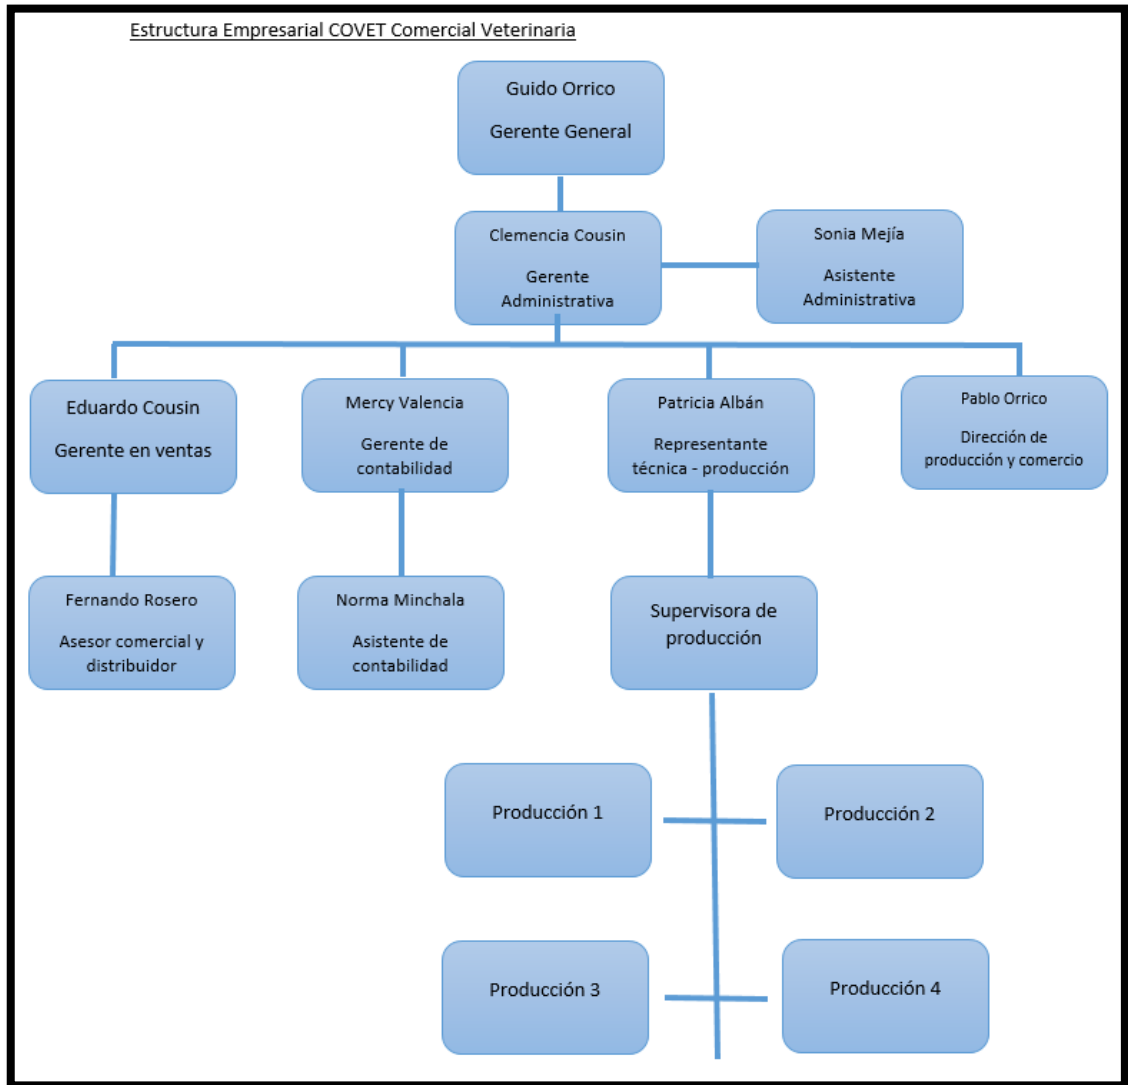 Estructura Empresarial COVET Comercial Veterinaria
Guido Orrico
Gerente General
Clemencia Cousin
Gerente
Administrativa
Sonia Mejía
Asistente
Administrativa
Eduardo Cousin
Gerente en ventas
Mercy Valencia
Gerente de
contabilidad
Patricia Albán
Representante
técnica - producción
Pablo Orrico
Dirección de
producción y comercio
Fernando Rosero
Asesor comercial y
distribuidor
Norma Minchala
Asistente de
contabilidad
Supervisora de
producción
Producción 1
Producción 2
Producción 3
Producción 4